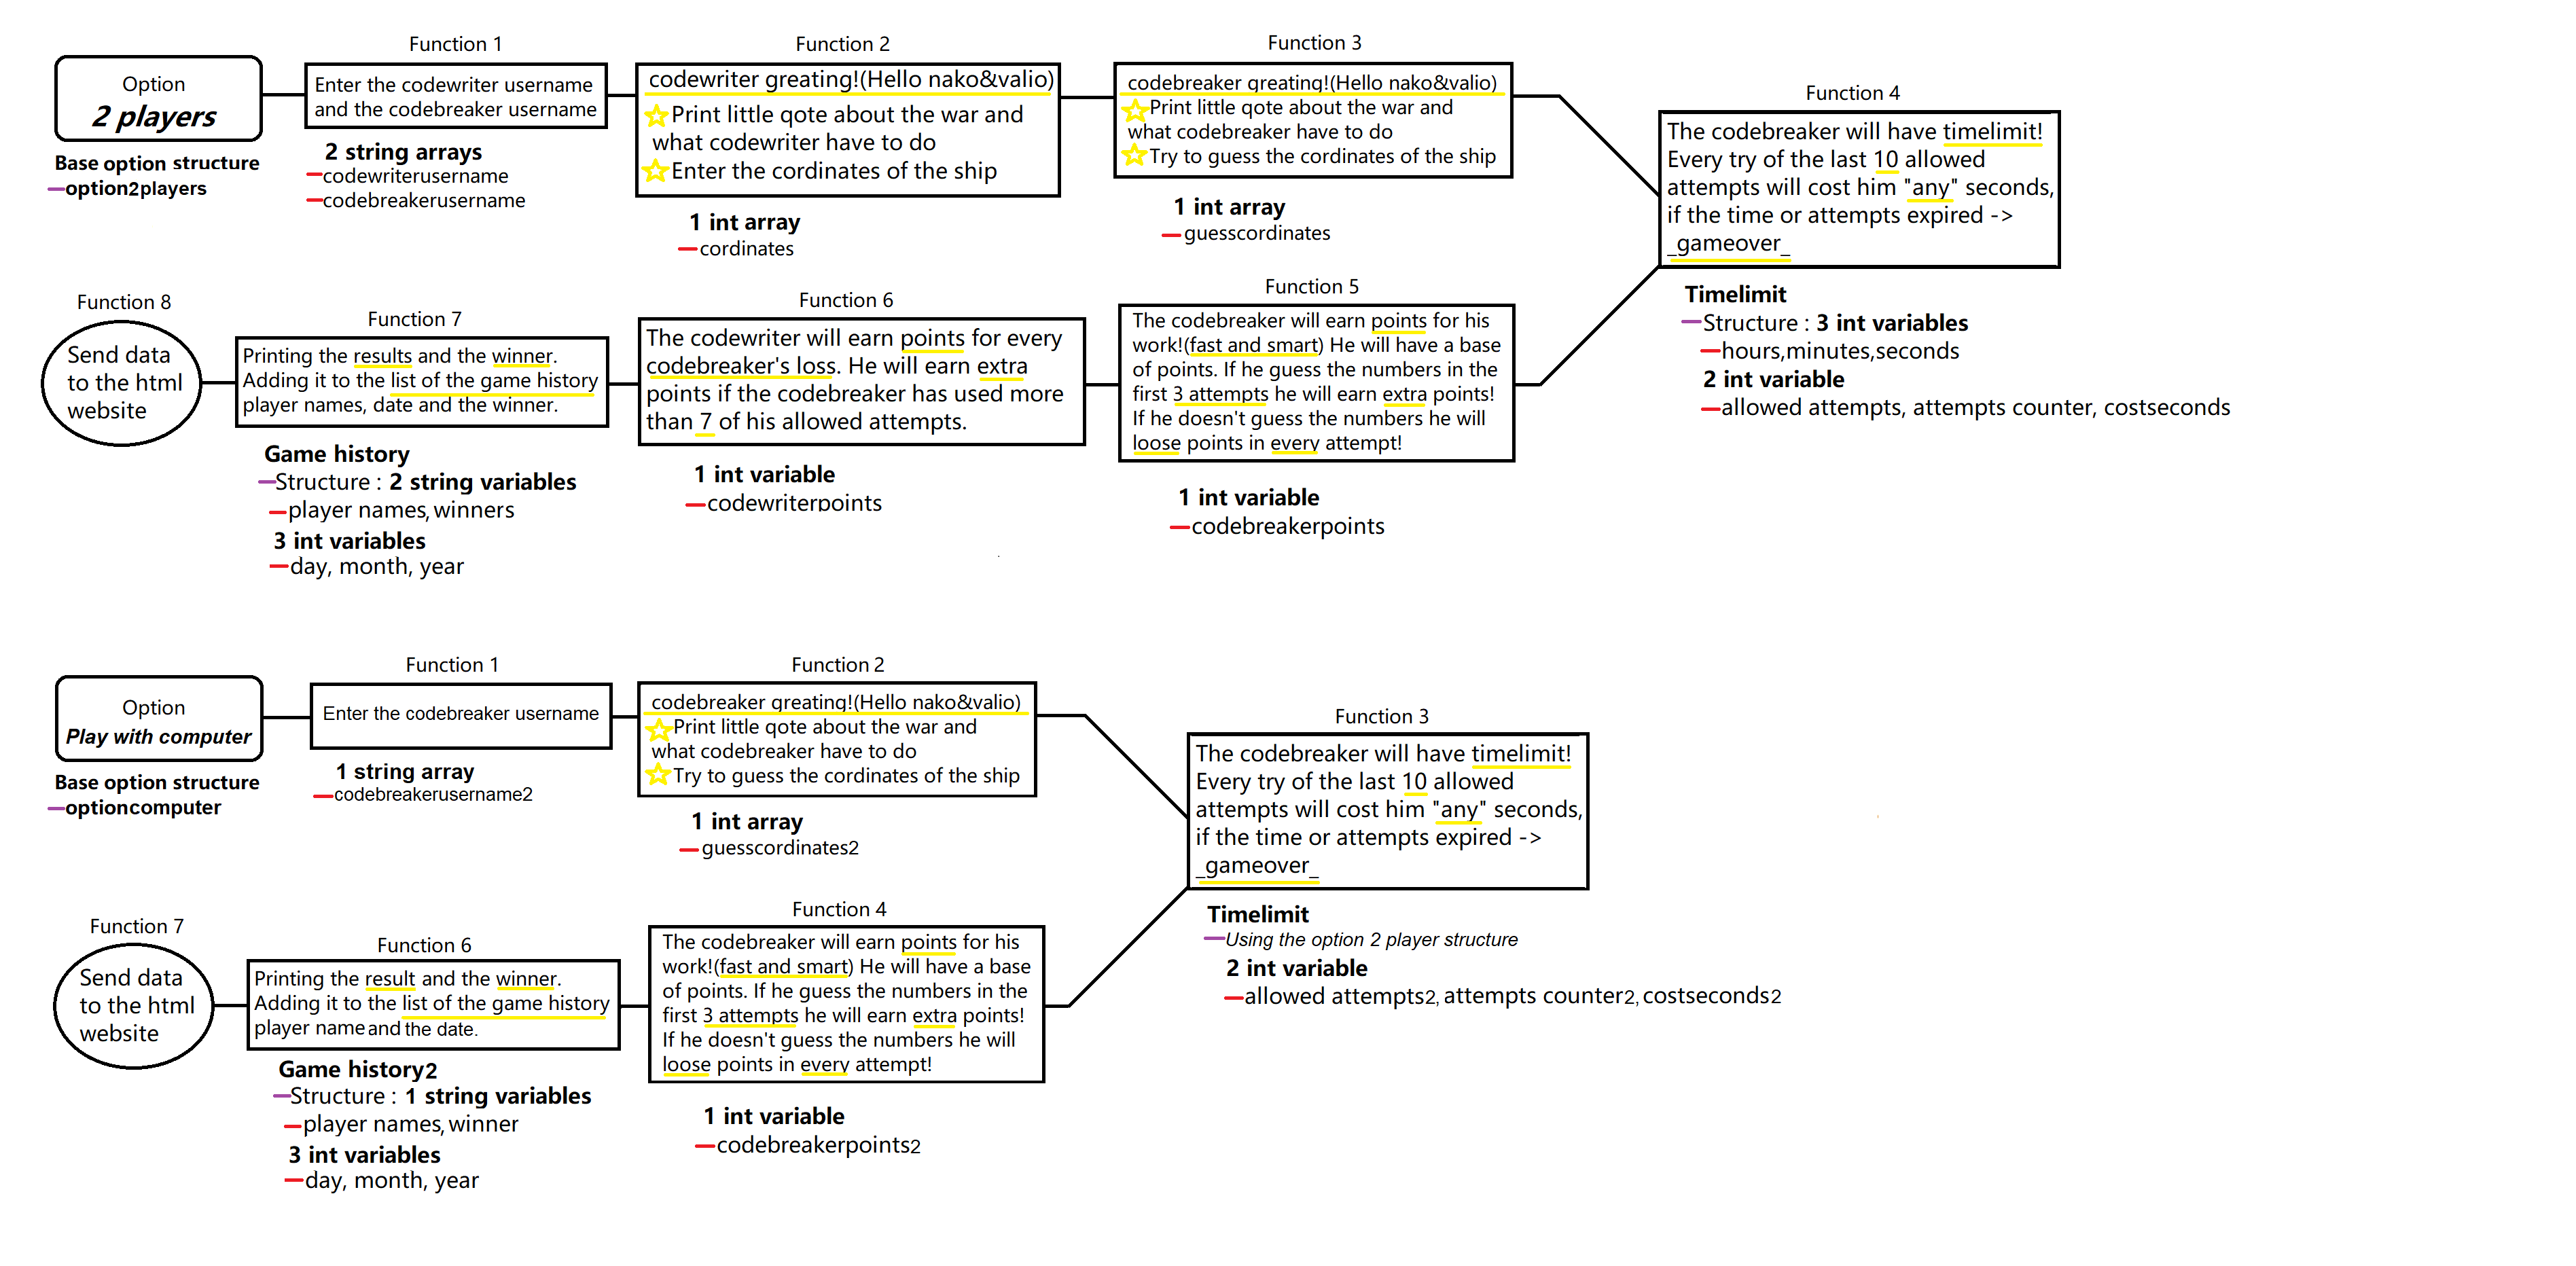 Option
2 players
Base option structure
option2players
Function 1
Enter the codewriter username
and the codebreaker username
2 string arrays
codewriterusername
codebreakerusername
Function 2
codewriter greating!(Hello nako&valio)
Print little qote about the war and
what codewriter have to do
Enter the cordinates of the ship
1 int array
cordinates
Function 3
codebreaker greating!(Hello nako&valio)
Print little qote about the war and
what codebreaker have to do
Try to guess the cordinates of the ship
1 int array
guesscordinates
Function 4
The codebreaker will have timelimit!
Every try of the last 10 allowed
attempts will cost him "any" seconds,
if the time or attempts expired ->
_gameover_
Timelimit
Structure : 3 int variables
hours,minutes,seconds
2 int variable
allowed attempts, attempts counter, costseconds
Function 5
The codebreaker will earn points for his
work!(fast and smart) He will have a base
of points. If he guess the numbers in the
first 3 attempts he will earn extra points!
If he doesn't guess the numbers he will
loose points in every attempt!
1 int variable
codebreakerpoints
Function 6
The codewriter will earn points for every
codebreaker's loss. He will earn extra
points if the codebreaker has used more
than 7 of his allowed attempts.
1 int variable
codewriterpoints
Function 7
Printing the results and the winner.
Adding it to the list of the game history
player names, date and the winner.
Game history
Structure : 2 string variables
player names, winners
3 int variables
day, month, year
Function 8
Send data
to the html
website
Option
Play with computer
Base option structure
optioncomputer
Function 1
Enter the codebreaker username
1 string array
codebreakerusername2
Function 2
codebreaker greating!(Hello nako&valio)
Print little qote about the war and
what codebreaker have to do
Try to guess the cordinates of the ship
1 int array
guesscordinates2
Function 3
The codebreaker will have timelimit!
Every try of the last 10 allowed
attempts will cost him "any" seconds,
if the time or attempts expired ->
_gameover_
Timelimit
Using the option 2 player structure
2 int variable
allowed attempts2, attempts counter2, costseconds2
Function 4
The codebreaker will earn points for his
work!(fast and smart) He will have a base
of points. If he guess the numbers in the
first 3 attempts he will earn extra points!
If he doesn't guess the numbers he will
loose points in every attempt!
1 int variable
codebreakerpoints2
Function 6
Printing the result and the winner.
Adding it to the list of the game history
player name and the date.
Game history2
Structure : 1 string variables
player names, winner
3 int variables
day, month, year
Function 7
Send data
to the html
website